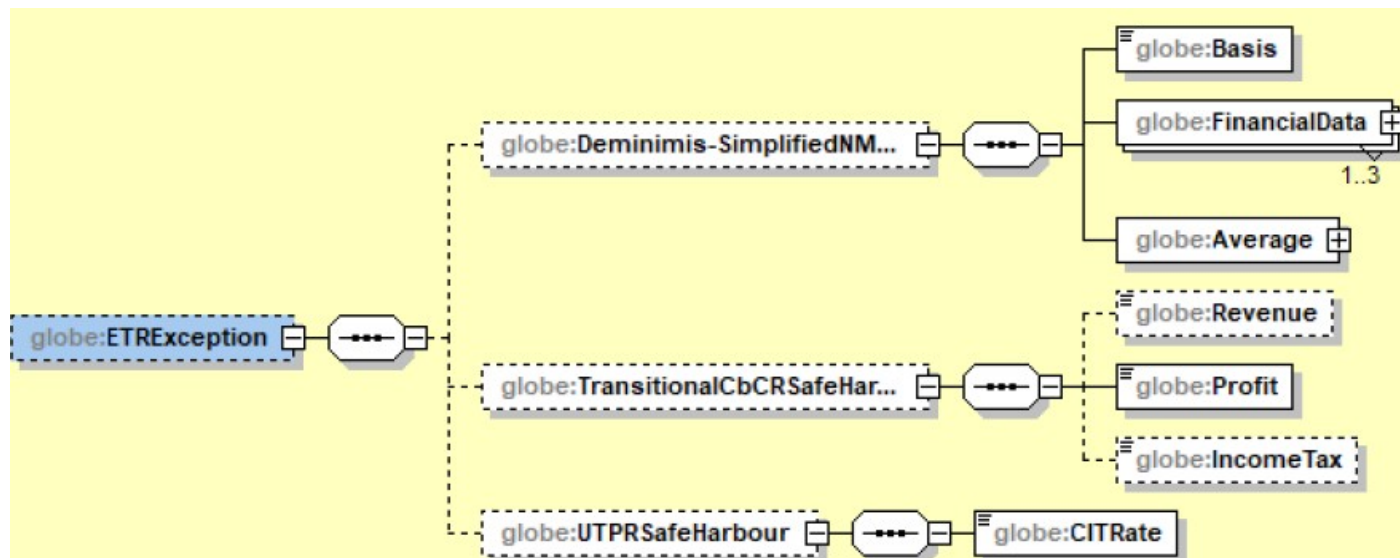 globe:Basis
globe:FinancialData
globe:Deminimis-SimplifiedNM...
1..3
globe:Average
globe:Revenue
globe:ETRException
globe:TransitionalCbCRSafeHar...
globe:Profit
globe:IncomeTax
globe:UTPRSafeHarbour
globe:CITRate